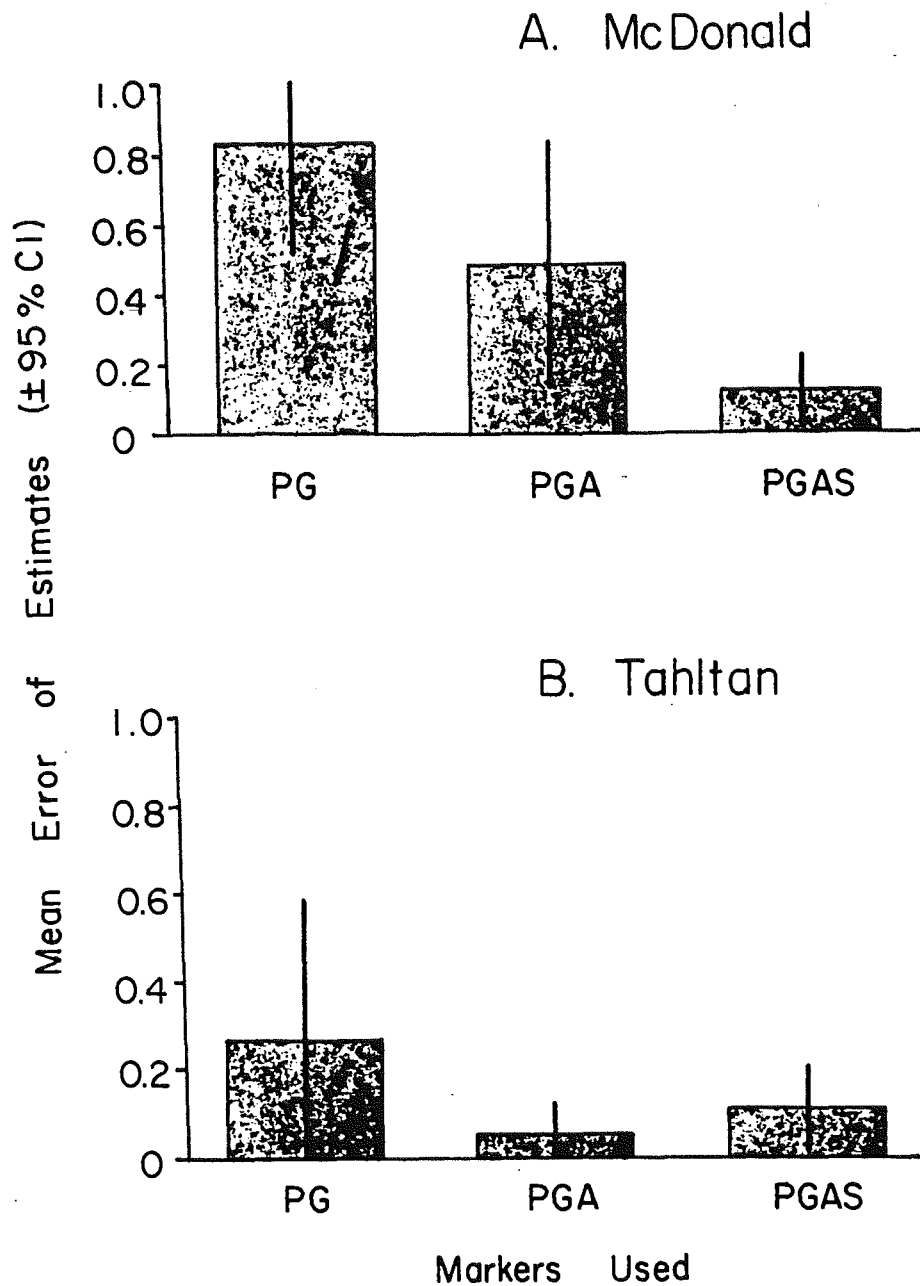 A. McDonald
Mean Error of Estimates (±95% CI)
1.0
0.8
0.6
0.4
0.2
0
PG PGA PGAS
B. Tahltan
1.0
0.8
0.6
0.4
0.2
0
PG PGA PGAS
Markers Used